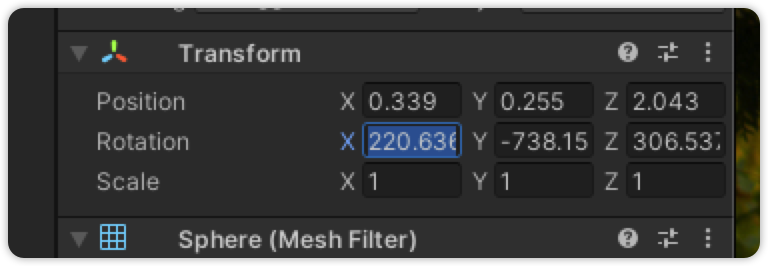 Transform
Position X 0.339 Y 0.255 Z 2.043
Rotation X 220.636 Y -738.15 Z 306.537
Scale X 1 Y 1 Z 1
Sphere (Mesh Filter)